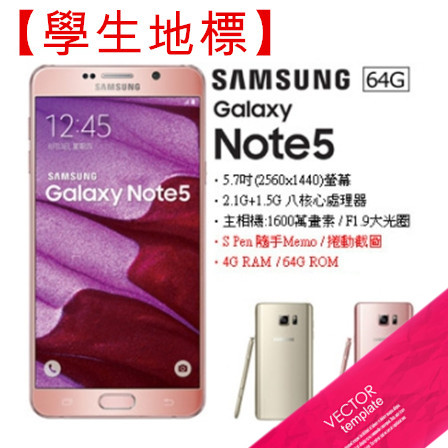 【學生地標】
SAMSUNG 64G
Galaxy
Note5
SAMSUNG
12:45
SAMSUNG
Galaxy Note5
・5.7吋(2560x1440)螢幕
・2.1G+1.5G 八核心處理器
・主相機:1600萬畫素 / F1.9大光圈
・S Pen 隨手Memo / 捲動截圖
・4G RAM / 64G ROM
VECTOR
template